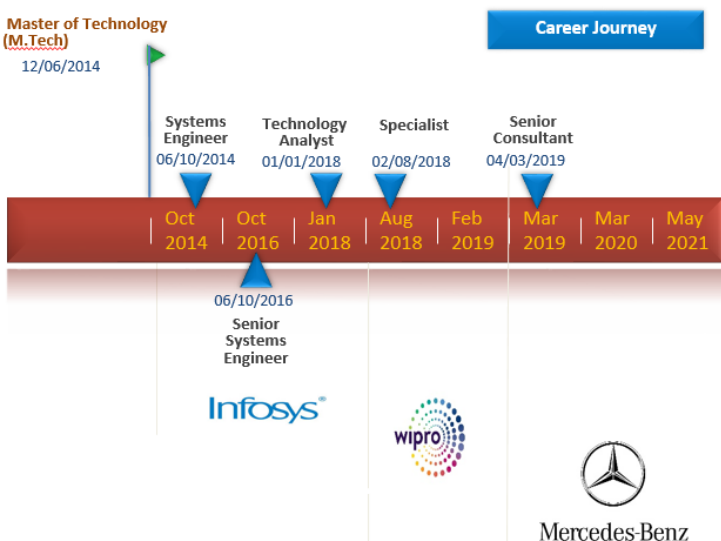 Master of Technology
(M.Tech)
12/06/2014
Career Journey
Systems
Engineer
06/10/2014
Technology
Analyst
01/01/2018
Specialist
02/08/2018
Senior
Consultant
04/03/2019
Oct
2014
Oct
2016
Jan
2018
Aug
2018
Feb
2019
Mar
2019
Mar
2020
May
2021
06/10/2016
Senior
Systems
Engineer
Infosys®
wipro
Mercedes-Benz